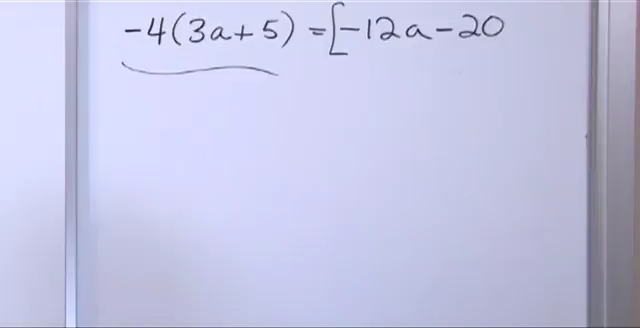 -4(3a+5) = [-12a-20